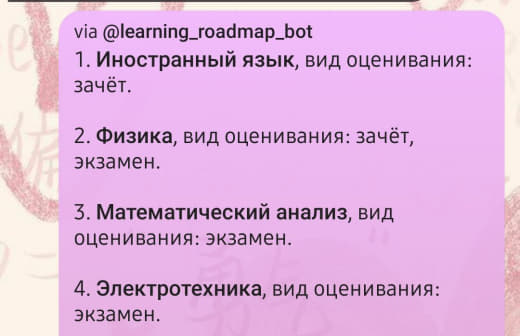 via @learning_roadmap_bot
1. Иностранный язык, вид оценивания:
зачёт.
2. Физика, вид оценивания: зачёт,
экзамен.
3. Математический анализ, вид
оценивания: экзамен.
4. Электротехника, вид оценивания:
экзамен.